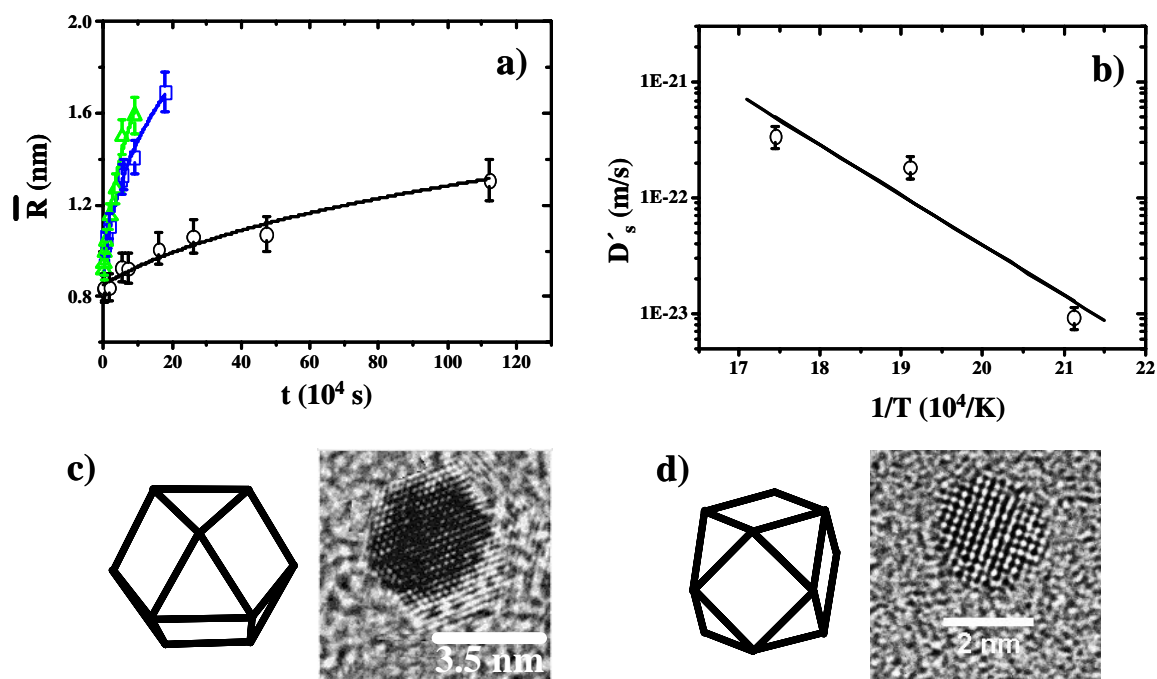 a)
2.0
1.6
1.2
0.8
R̄ (nm)
0
20
40
60
80
100
120
t (10⁴ s)
b)
1E-21
1E-22
1E-23
D´ₛ (m/s)
17
18
19
20
21
22
1/T (10⁴/K)
c)
3.5 nm
d)
2 nm